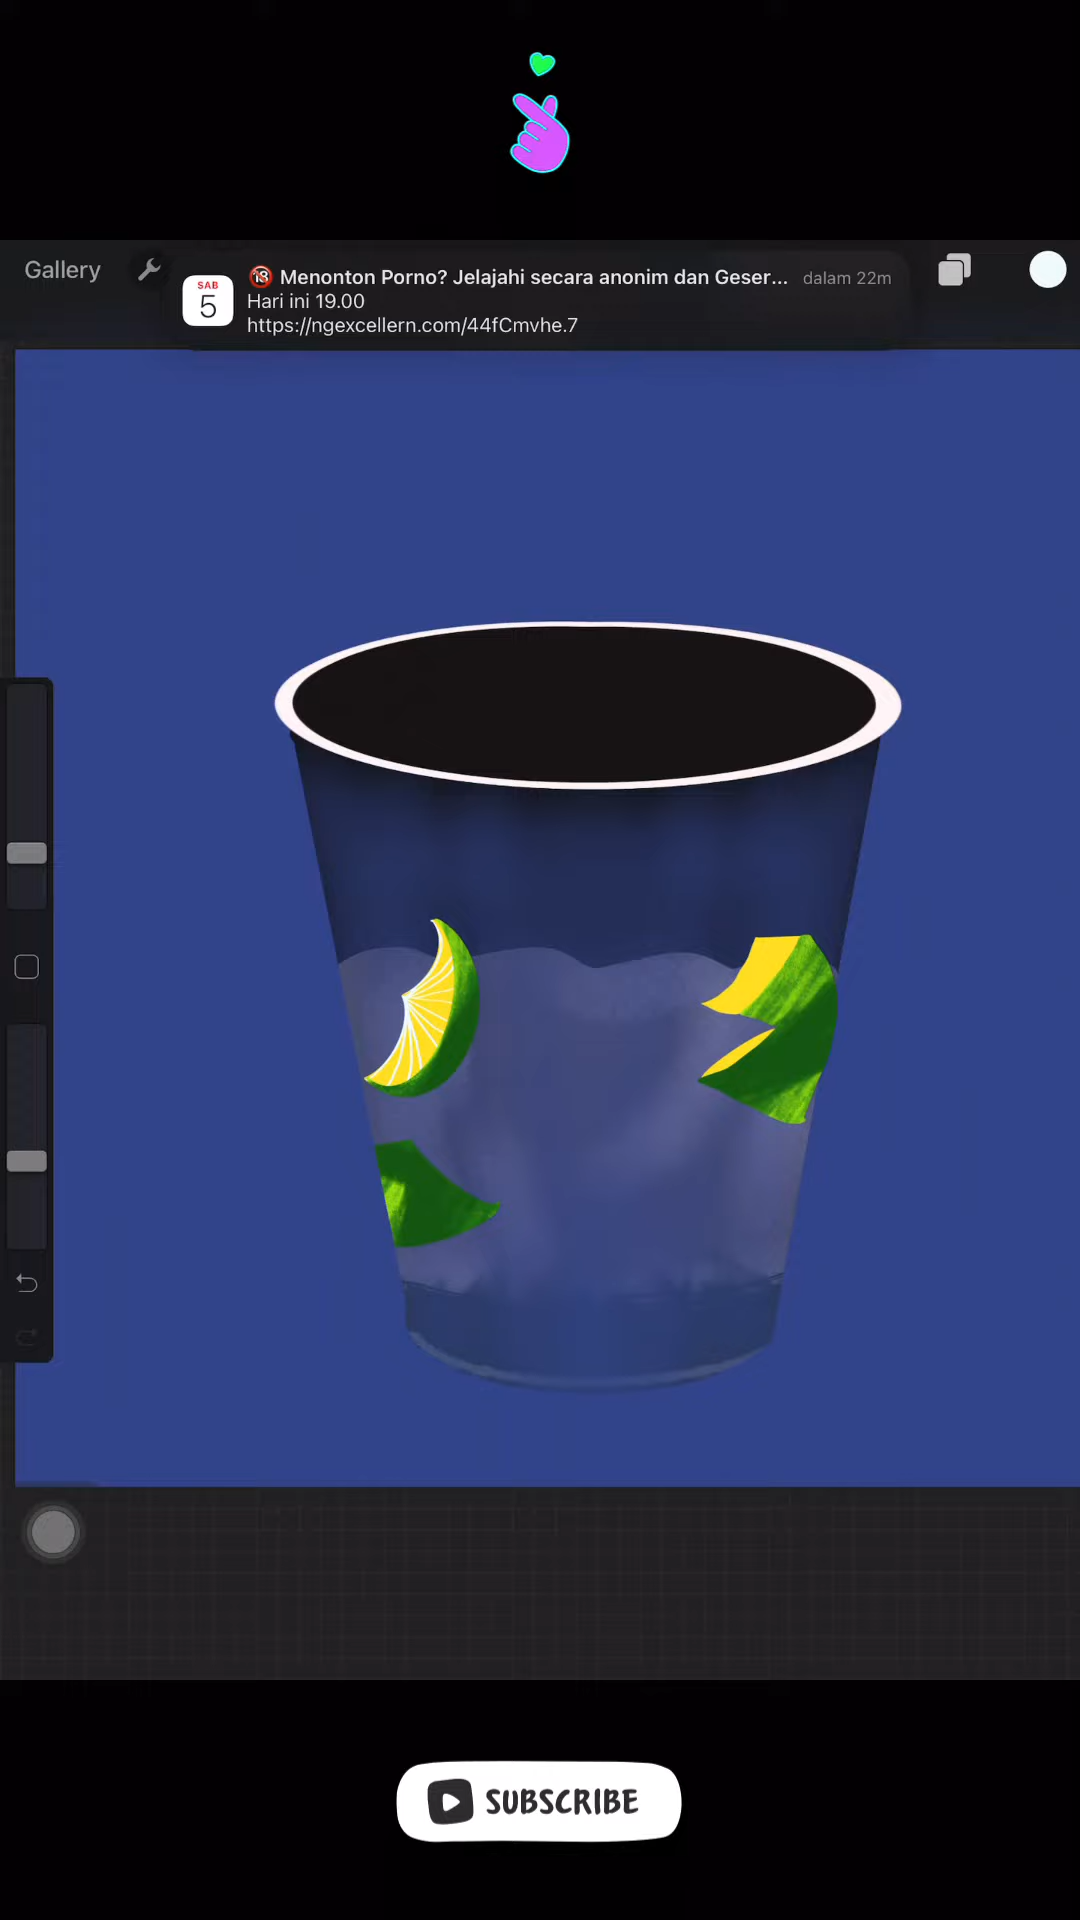 Gallery
SAB
5
🔞 Menonton Porno? Jelajahi secara anonim dan Geser... dalam 22m
Hari ini 19.00
https://ngexcellern.com/44fCmvhe.7
SUBSCRIBE